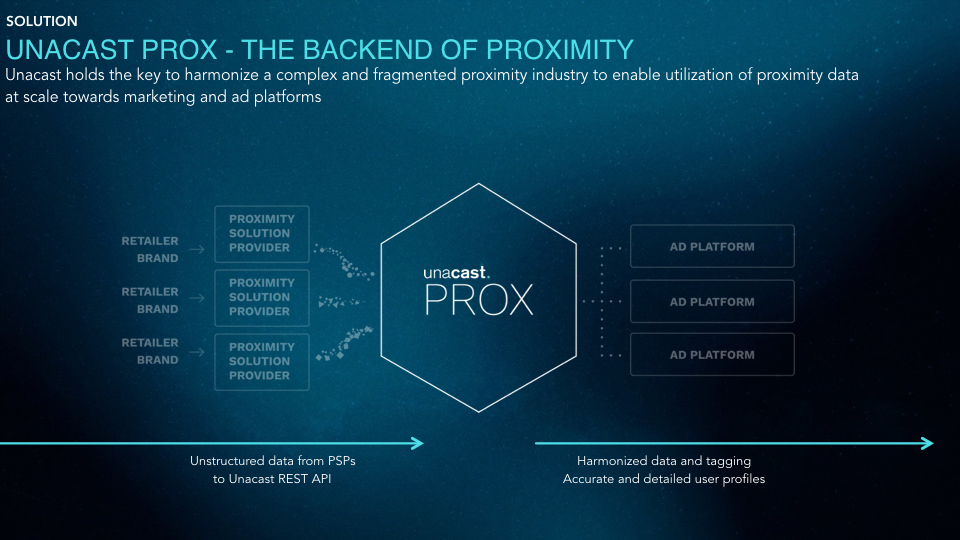 SOLUTION
UNACAST PROX - THE BACKEND OF PROXIMITY
Unacast holds the key to harmonize a complex and fragmented proximity industry to enable utilization of proximity data
at scale towards marketing and ad platforms
RETAILER
BRAND
PROXIMITY
SOLUTION
PROVIDER
RETAILER
BRAND
PROXIMITY
SOLUTION
PROVIDER
RETAILER
BRAND
PROXIMITY
SOLUTION
PROVIDER
unacast.
PROX
AD PLATFORM
AD PLATFORM
AD PLATFORM
Unstructured data from PSPs
to Unacast REST API
Harmonized data and tagging
Accurate and detailed user profiles